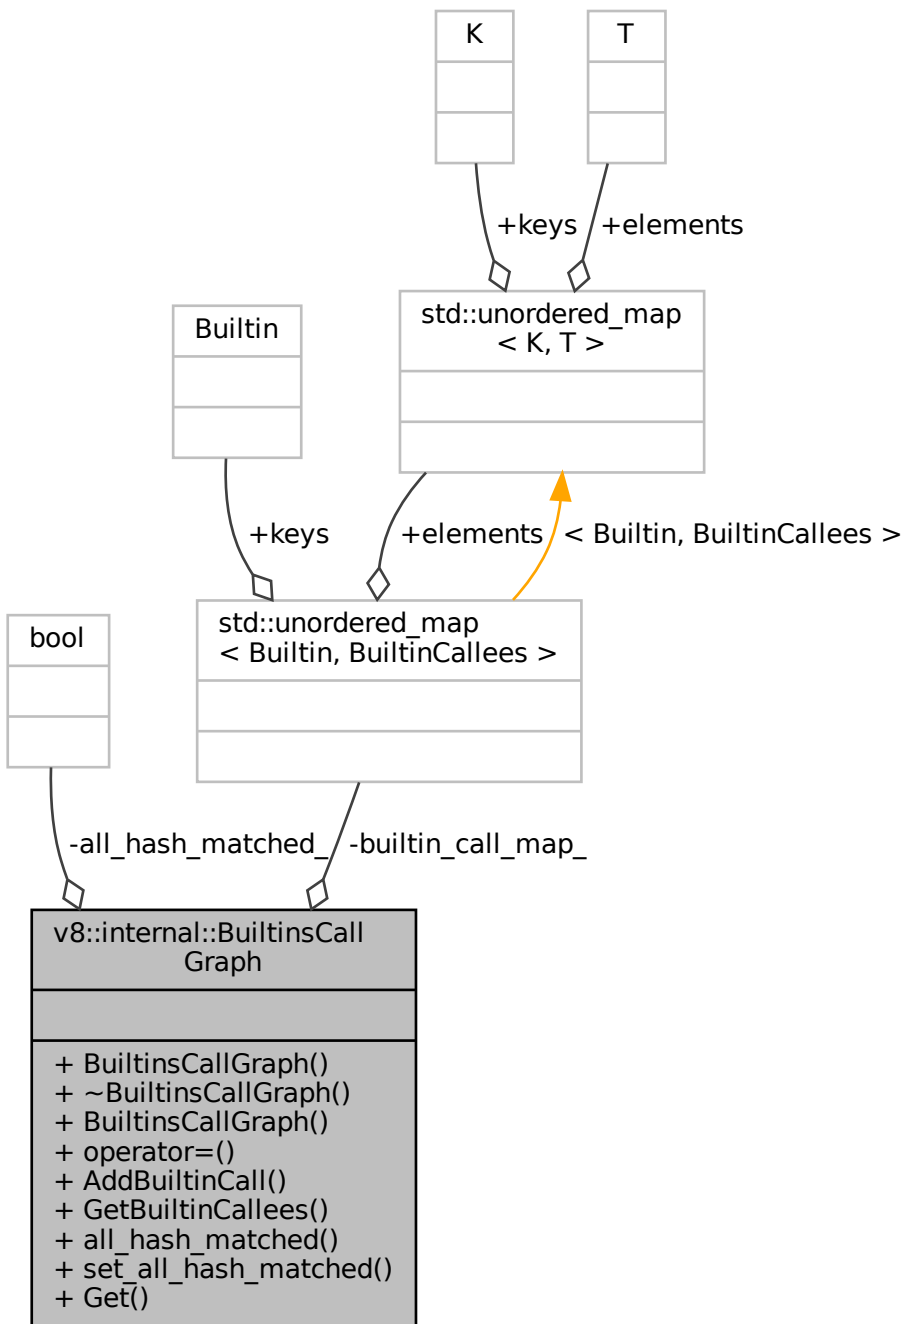 K
T
+keys
+elements
std::unordered_map
< K, T >
Builtin
+keys
+elements
< Builtin, BuiltinCallees >
std::unordered_map
< Builtin, BuiltinCallees >
bool
-all_hash_matched_
-builtin_call_map_
v8::internal::BuiltinsCall
Graph
+ BuiltinsCallGraph()
+ ~BuiltinsCallGraph()
+ BuiltinsCallGraph()
+ operator=()
+ AddBuiltinCall()
+ GetBuiltinCallees()
+ all_hash_matched()
+ set_all_hash_matched()
+ Get()